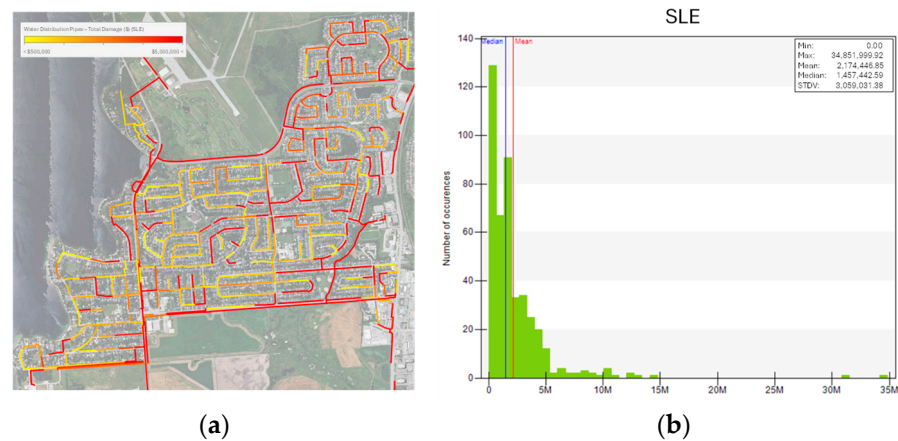 Water Distribution Pipes - Total Damage ($) (SLE)
< $500,000 $5,000,000 <
(a)
SLE
Median Mean
Min: 0.00
Max: 34,851,999.92
Mean: 2,174,446.85
Median: 1,457,442.59
STDV: 3,059,031.38
Number of occurences
140
120
100
80
60
40
20
0
0 5M 10M 15M 20M 25M 30M 35M
(b)